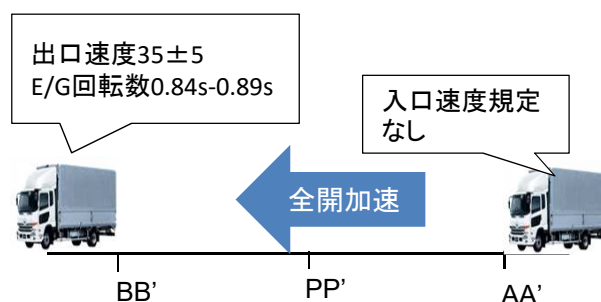 出口速度35±5
E/G回転数0.84s-0.89s
入口速度規定
なし
全開加速
BB’
PP’
AA’